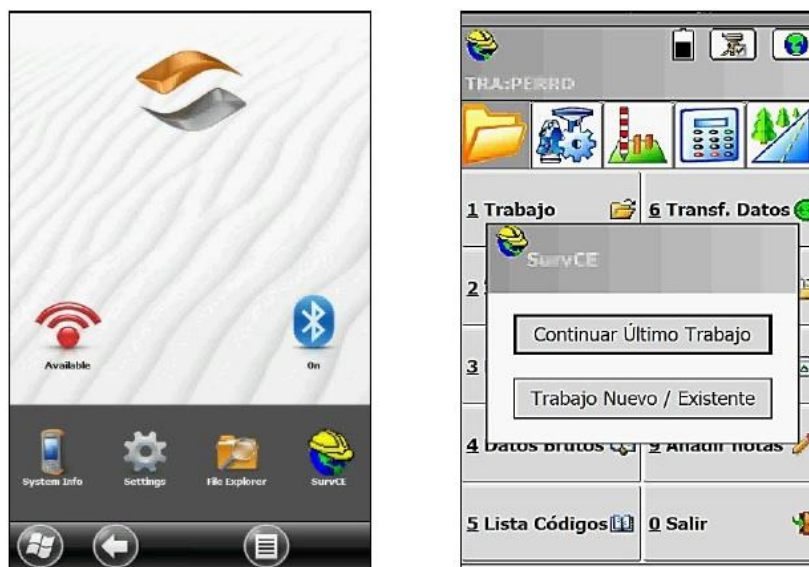 Available
On
System Info
Settings
File Explorer
SurvCE
TRA:PERRO
1 Trabajo
6 Transf. Datos
SurvCE
2
Continuar Último Trabajo
3
Trabajo Nuevo / Existente
4 Datos Brutos
9 Añadir notas
5 Lista Códigos
0 Salir